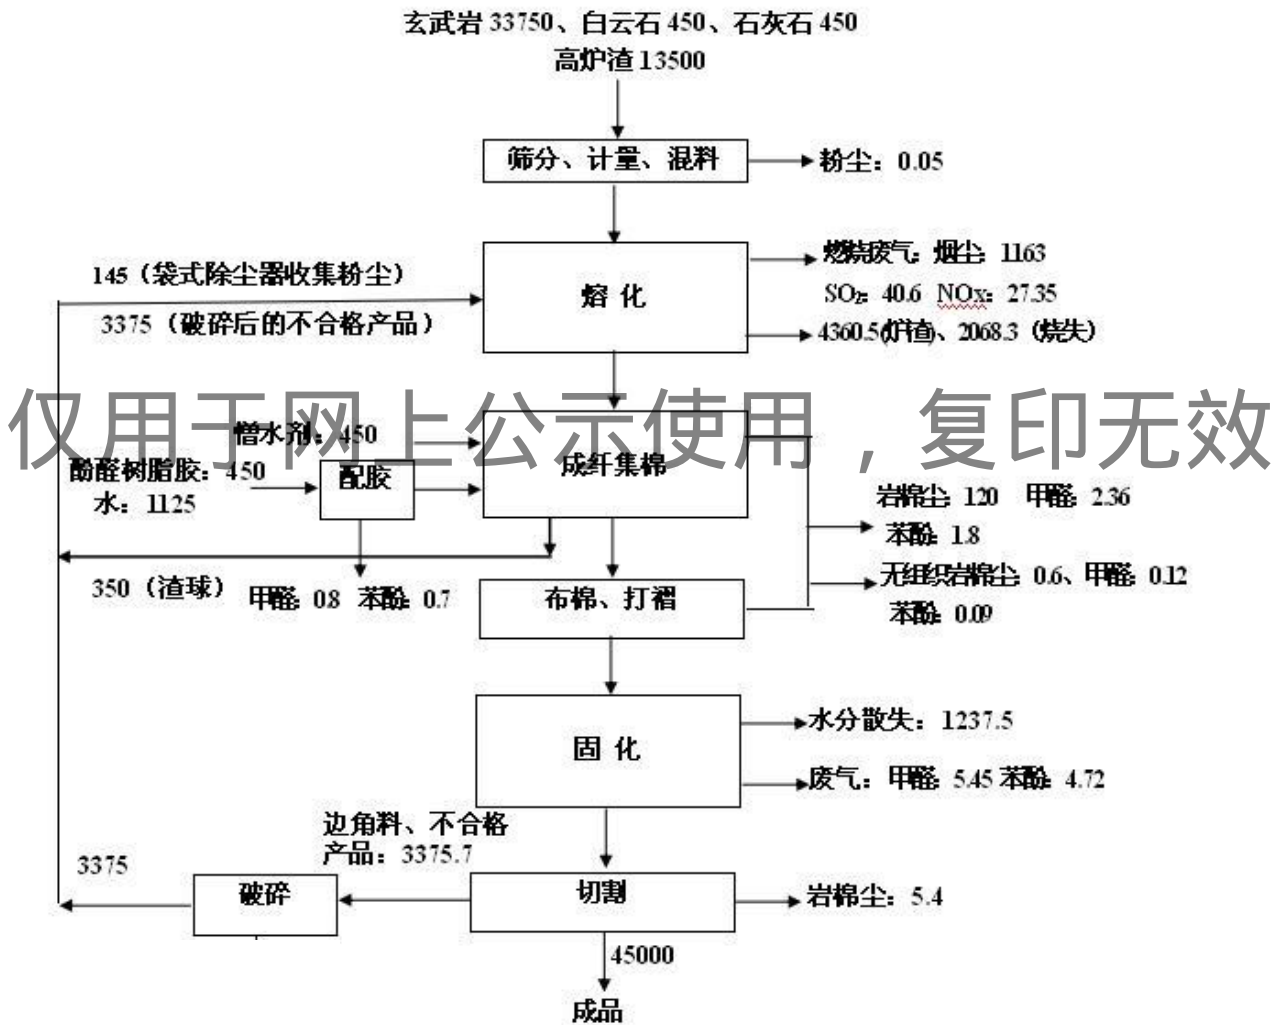 玄武岩 33750、白云石 450、石灰石 450
高炉渣 13500
筛分、计量、混料
粉尘：0.05
燃烧废气：烟尘：1163
145（袋式除尘器收集粉尘）
熔 化
SO₂：40.6 NOx：27.35
3375（破碎后的不合格产品）
4360.5(炉渣)、2068.3（烧失）
仅用于网上公示使用，复印无效
憎水剂：450
成纤集棉
酚醛树脂胶：450
配胶
水：1125
岩棉尘：120 甲醛：2.36
苯酚：1.8
350（渣球）
甲醛：0.8 苯酚：0.7
布棉、打褶
无组织岩棉尘：0.6、甲醛：0.12
苯酚：0.09
水分散失：1237.5
固 化
废气：甲醛：5.45 苯酚：4.72
边角料、不合格
产品：3375.7
3375
破碎
切割
岩棉尘：5.4
45000
成品